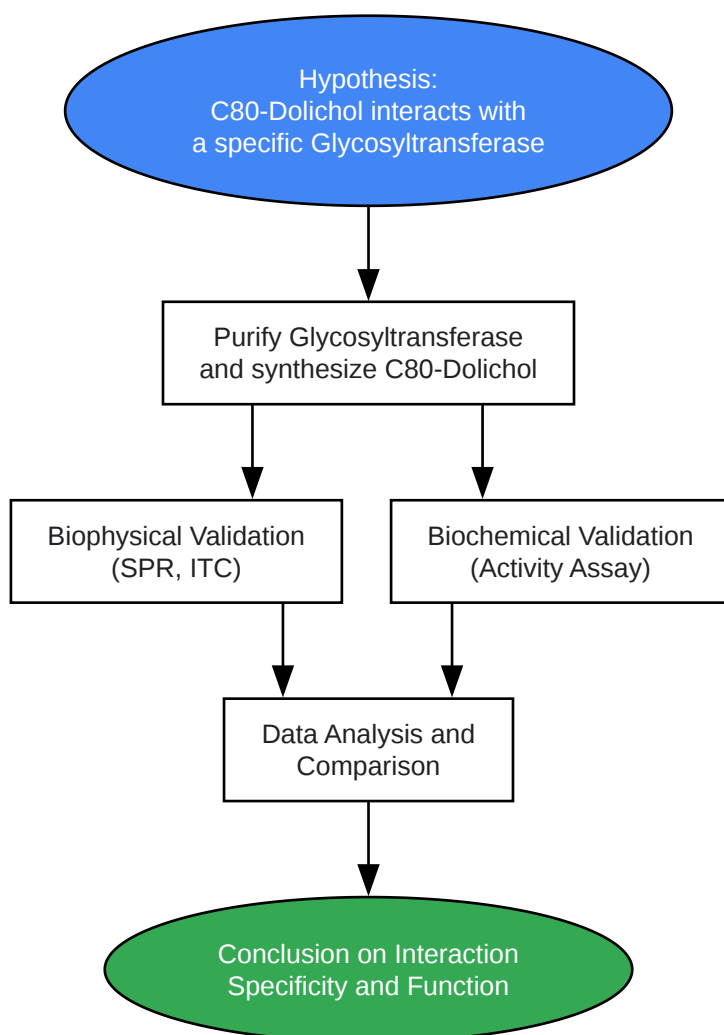 Hypothesis:
C80-Dolichol interacts with
a specific Glycosyltransferase
Purify Glycosyltransferase
and synthesize C80-Dolichol
Biophysical Validation
(SPR, ITC)
Biochemical Validation
(Activity Assay)
Data Analysis and
Comparison
Conclusion on Interaction
Specificity and Function